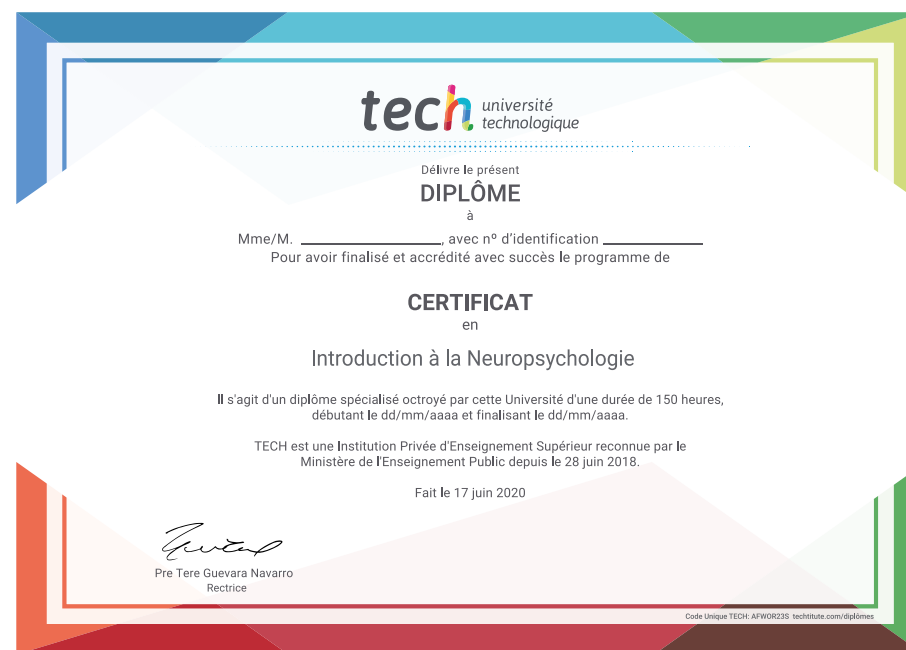 tech université
technologique
Délivre le présent
DIPLÔME
à
Mme/M. ____________________, avec nº d'identification ______________
Pour avoir finalisé et accrédité avec succès le programme de
CERTIFICAT
en
Introduction à la Neuropsychologie
Il s'agit d'un diplôme spécialisé octroyé par cette Université d'une durée de 150 heures,
débutant le dd/mm/aaaa et finalisant le dd/mm/aaaa.
TECH est une Institution Privée d'Enseignement Supérieur reconnue par le
Ministère de l'Enseignement Public depuis le 28 juin 2018.
Fait le 17 juin 2020
Pre Tere Guevara Navarro
Rectrice
Code Unique TECH: AFWOR23S techtitute.com/diplômes